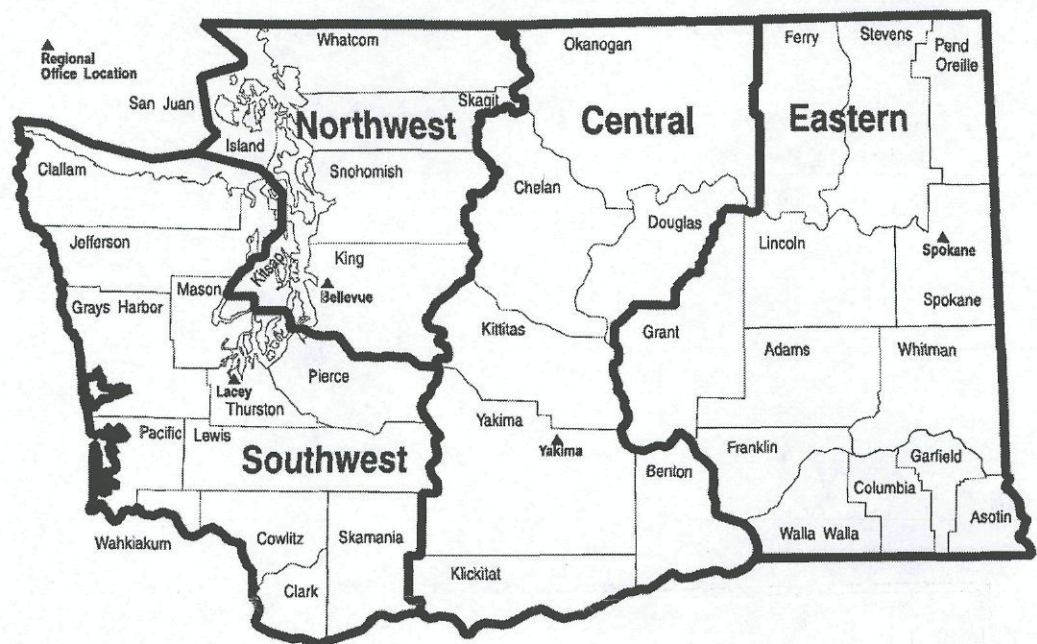 Regional
Office Location
San Juan
Whatcom
Skagit
Northwest
Island
Snohomish
King
Bellevue
Kitsap
Okanogan
Central
Chelan
Douglas
Kittitas
Yakima
Yakima
Benton
Klickitat
Ferry
Stevens
Pend
Oreille
Eastern
Lincoln
Spokane
Spokane
Grant
Adams
Whitman
Franklin
Garfield
Columbia
Walla Walla
Asotin
Clallam
Jefferson
Mason
Grays Harbor
Lacey
Thurston
Pierce
Pacific
Lewis
Southwest
Wahkiakum
Cowlitz
Skamania
Clark